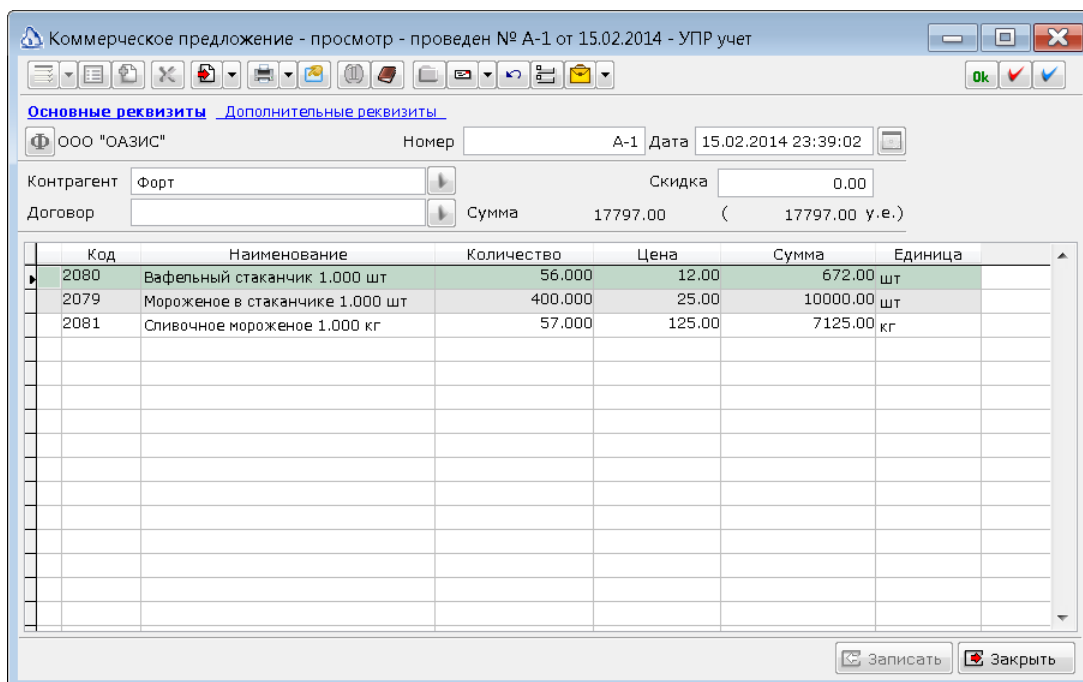 Коммерческое предложение - просмотр - проведен № А-1 от 15.02.2014 - УПР учет
Ok
Основные реквизиты Дополнительные реквизиты
Ф ООО "ОАЗИС" Номер А-1 Дата 15.02.2014 23:39:02
Контрагент Форт Скидка 0.00
Договор Сумма 17797.00 ( 17797.00 у.е.)
Код Наименование Количество Цена Сумма Единица
2080 Вафельный стаканчик 1.000 шт 56.000 12.00 672.00 шт
2079 Мороженое в стаканчике 1.000 шт 400.000 25.00 10000.00 шт
2081 Сливочное мороженое 1.000 кг 57.000 125.00 7125.00 кг
Записать Закрыть